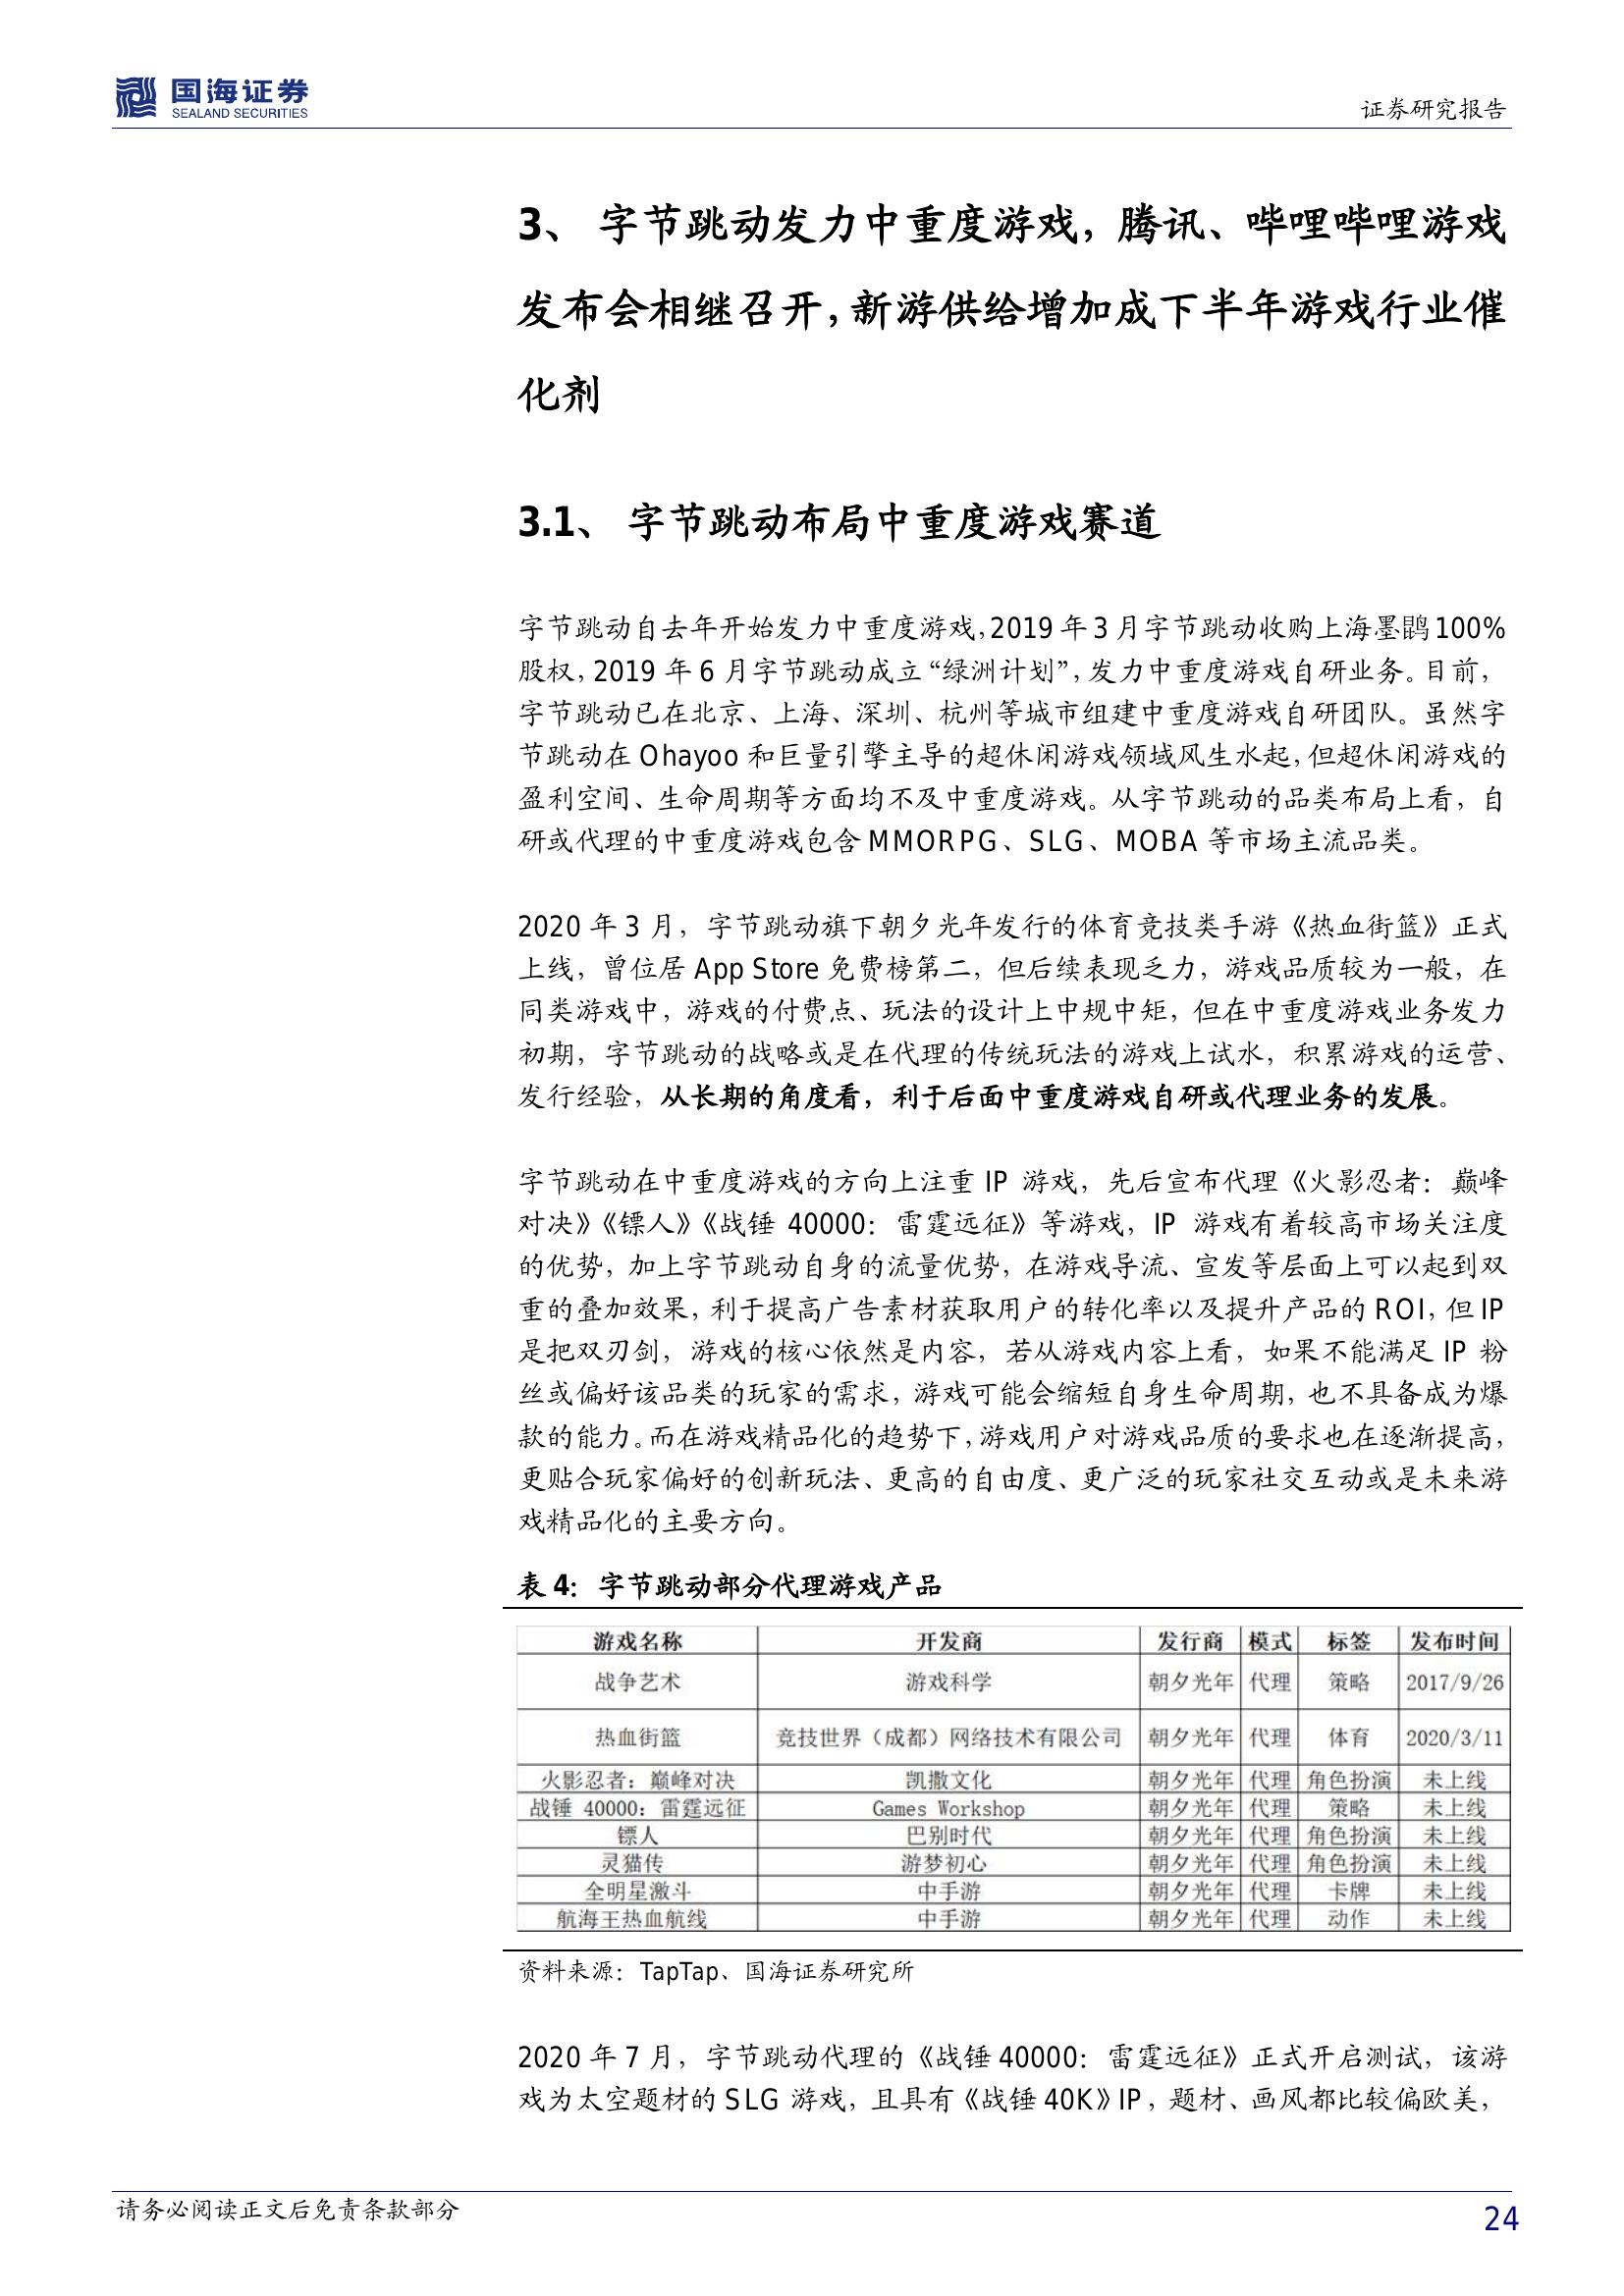 国海证券
SEALAND SECURITIES
证券研究报告
3、 字节跳动发力中重度游戏，腾讯、哔哩哔哩游戏
发布会相继召开，新游供给增加成下半年游戏行业催
化剂
3.1、 字节跳动布局中重度游戏赛道
字节跳动自去年开始发力中重度游戏，2019 年 3 月字节跳动收购上海墨鹍 100%
股权，2019 年 6 月字节跳动成立“绿洲计划”，发力中重度游戏自研业务。目前，
字节跳动已在北京、上海、深圳、杭州等城市组建中重度游戏自研团队。虽然字
节跳动在 Ohayoo 和巨量引擎主导的超休闲游戏领域风生水起，但超休闲游戏的
盈利空间、生命周期等方面均不及中重度游戏。从字节跳动的品类布局上看，自
研或代理的中重度游戏包含 MMORPG、SLG、MOBA 等市场主流品类。
2020 年 3 月，字节跳动旗下朝夕光年发行的体育竞技类手游《热血街篮》正式
上线，曾位居 App Store 免费榜第二，但后续表现乏力，游戏品质较为一般，在
同类游戏中，游戏的付费点、玩法的设计上中规中矩，但在中重度游戏业务发力
初期，字节跳动的战略或是在代理的传统玩法的游戏上试水，积累游戏的运营、
发行经验，从长期的角度看，利于后面中重度游戏自研或代理业务的发展。
字节跳动在中重度游戏的方向上注重 IP 游戏，先后宣布代理《火影忍者：巅峰
对决》《镖人》《战锤 40000：雷霆远征》等游戏，IP 游戏有着较高市场关注度
的优势，加上字节跳动自身的流量优势，在游戏导流、宣发等层面上可以起到双
重的叠加效果，利于提高广告素材获取用户的转化率以及提升产品的 ROI，但 IP
是把双刃剑，游戏的核心依然是内容，若从游戏内容上看，如果不能满足 IP 粉
丝或偏好该品类的玩家的需求，游戏可能会缩短自身生命周期，也不具备成为爆
款的能力。而在游戏精品化的趋势下，游戏用户对游戏品质的要求也在逐渐提高，
更贴合玩家偏好的创新玩法、更高的自由度、更广泛的玩家社交互动或是未来游
戏精品化的主要方向。
表 4：字节跳动部分代理游戏产品
游戏名称 开发商 发行商 模式 标签 发布时间
战争艺术 游戏科学 朝夕光年 代理 策略 2017/9/26
热血街篮 竞技世界（成都）网络技术有限公司 朝夕光年 代理 体育 2020/3/11
火影忍者：巅峰对决 凯撒文化 朝夕光年 代理 角色扮演 未上线
战锤 40000：雷霆远征 Games Workshop 朝夕光年 代理 策略 未上线
镖人 巴别时代 朝夕光年 代理 角色扮演 未上线
灵猫传 游梦初心 朝夕光年 代理 角色扮演 未上线
全明星激斗 中手游 朝夕光年 代理 卡牌 未上线
航海王热血航线 中手游 朝夕光年 代理 动作 未上线
资料来源：TapTap、国海证券研究所
2020 年 7 月，字节跳动代理的《战锤 40000：雷霆远征》正式开启测试，该游
戏为太空题材的 SLG 游戏，且具有《战锤 40K》IP，题材、画风都比较偏欧美，
请务必阅读正文后免责条款部分
24